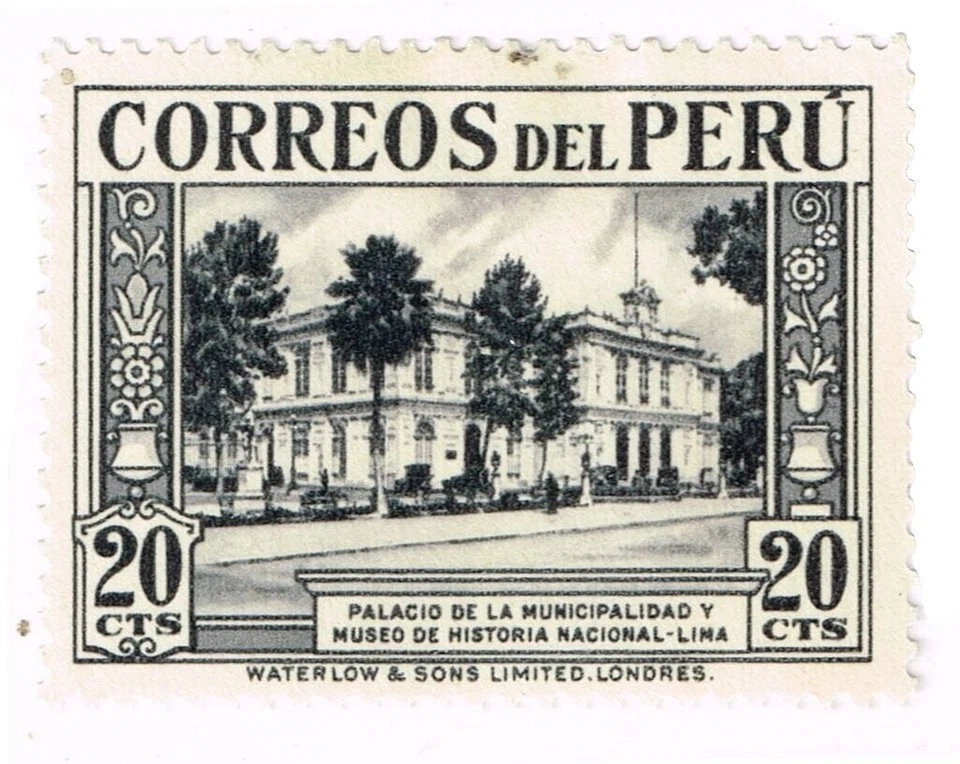 CORREOS DEL PERÚ
20 CTS
20 CTS
PALACIO DE LA MUNICIPALIDAD Y
MUSEO DE HISTORIA NACIONAL-LIMA
WATERLOW & SONS LIMITED. LONDRES.